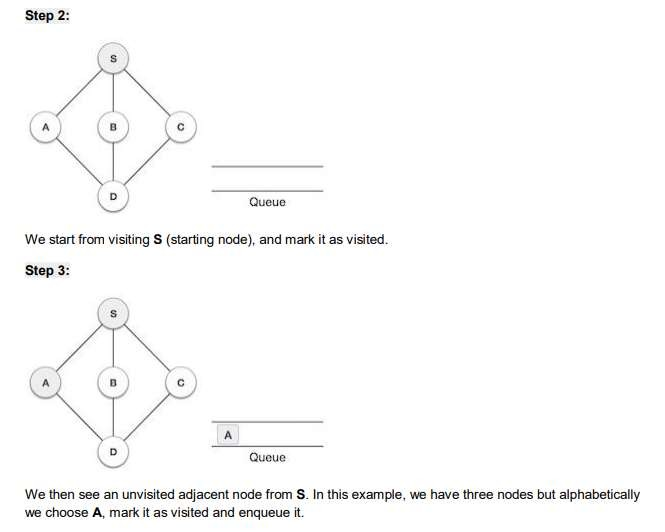 Step 2:
S
A B C
D
Queue
We start from visiting S (starting node), and mark it as visited.
Step 3:
S
A B C
A
D
Queue
We then see an unvisited adjacent node from S. In this example, we have three nodes but alphabetically
we choose A, mark it as visited and enqueue it.